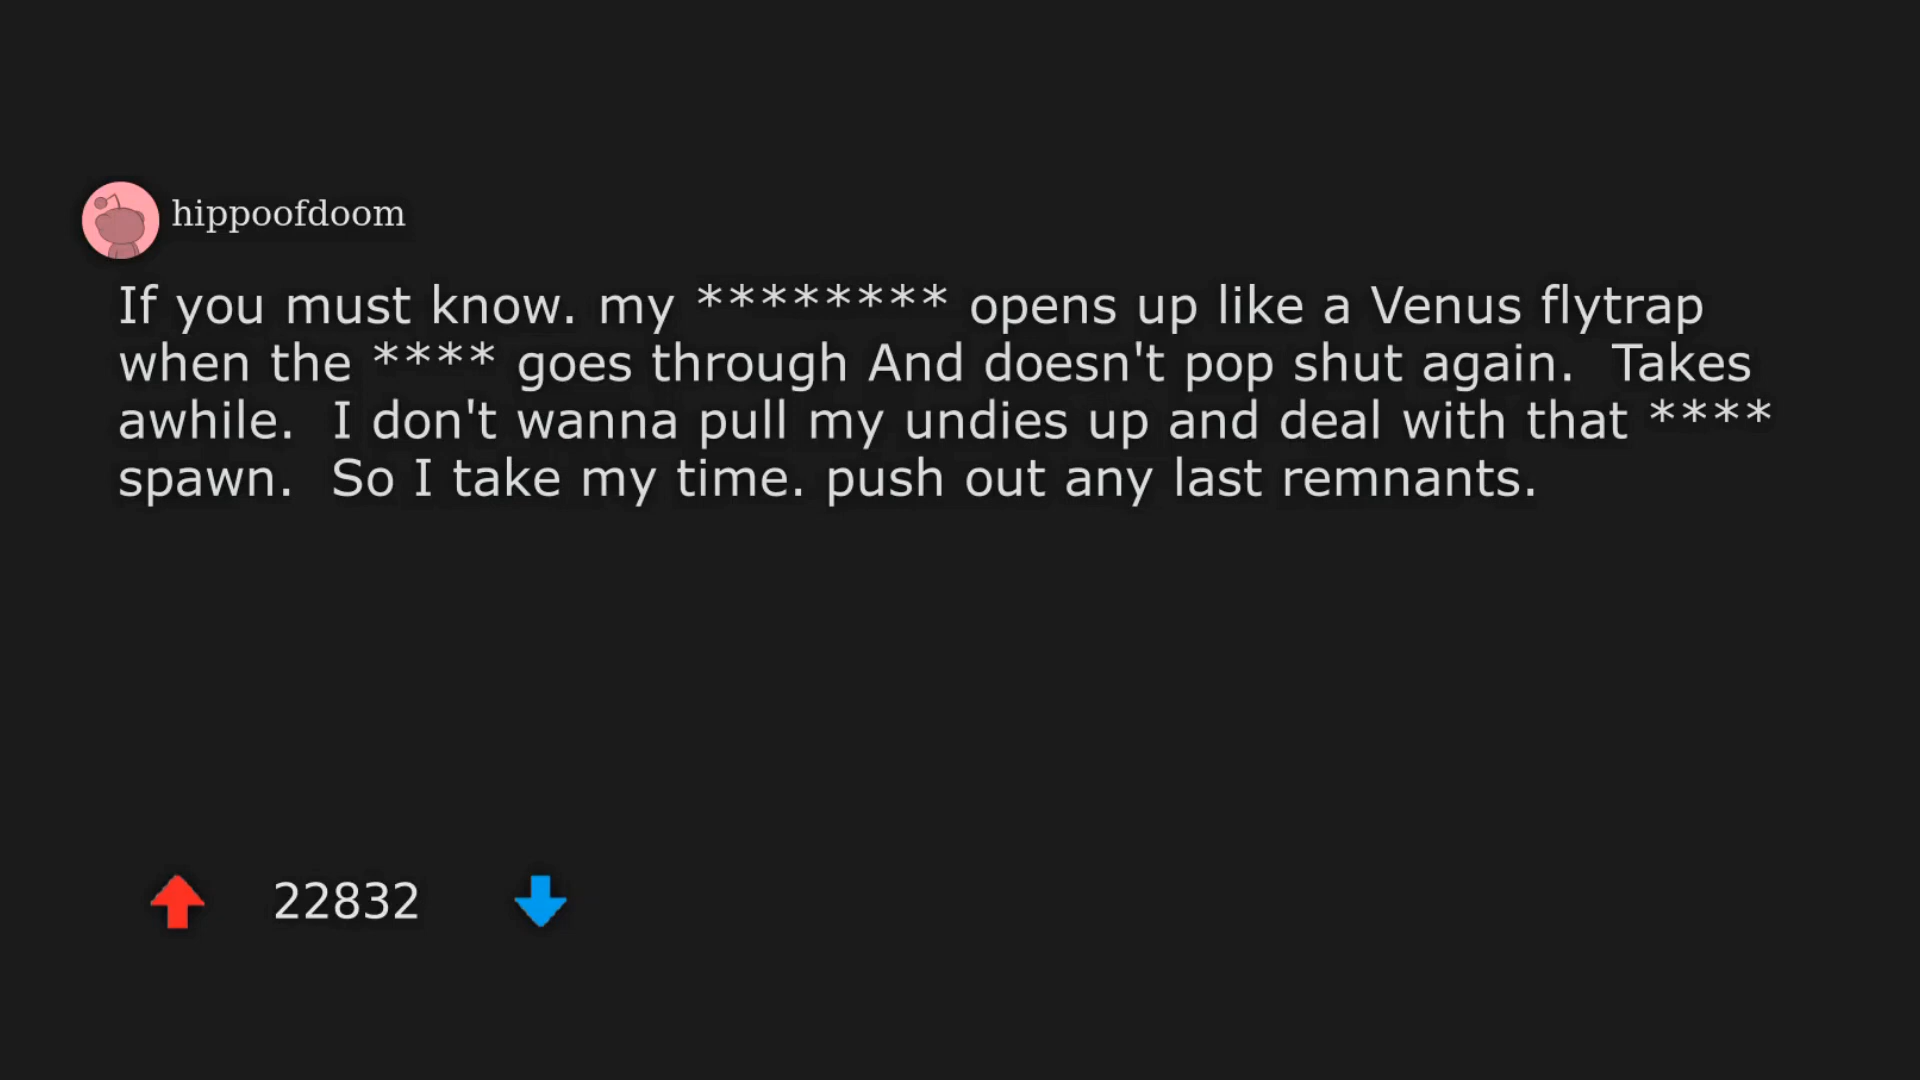 hippoofdoom
If you must know. my ******** opens up like a Venus flytrap
when the **** goes through And doesn't pop shut again.  Takes
awhile.  I don't wanna pull my undies up and deal with that ****
spawn.  So I take my time. push out any last remnants.
22832